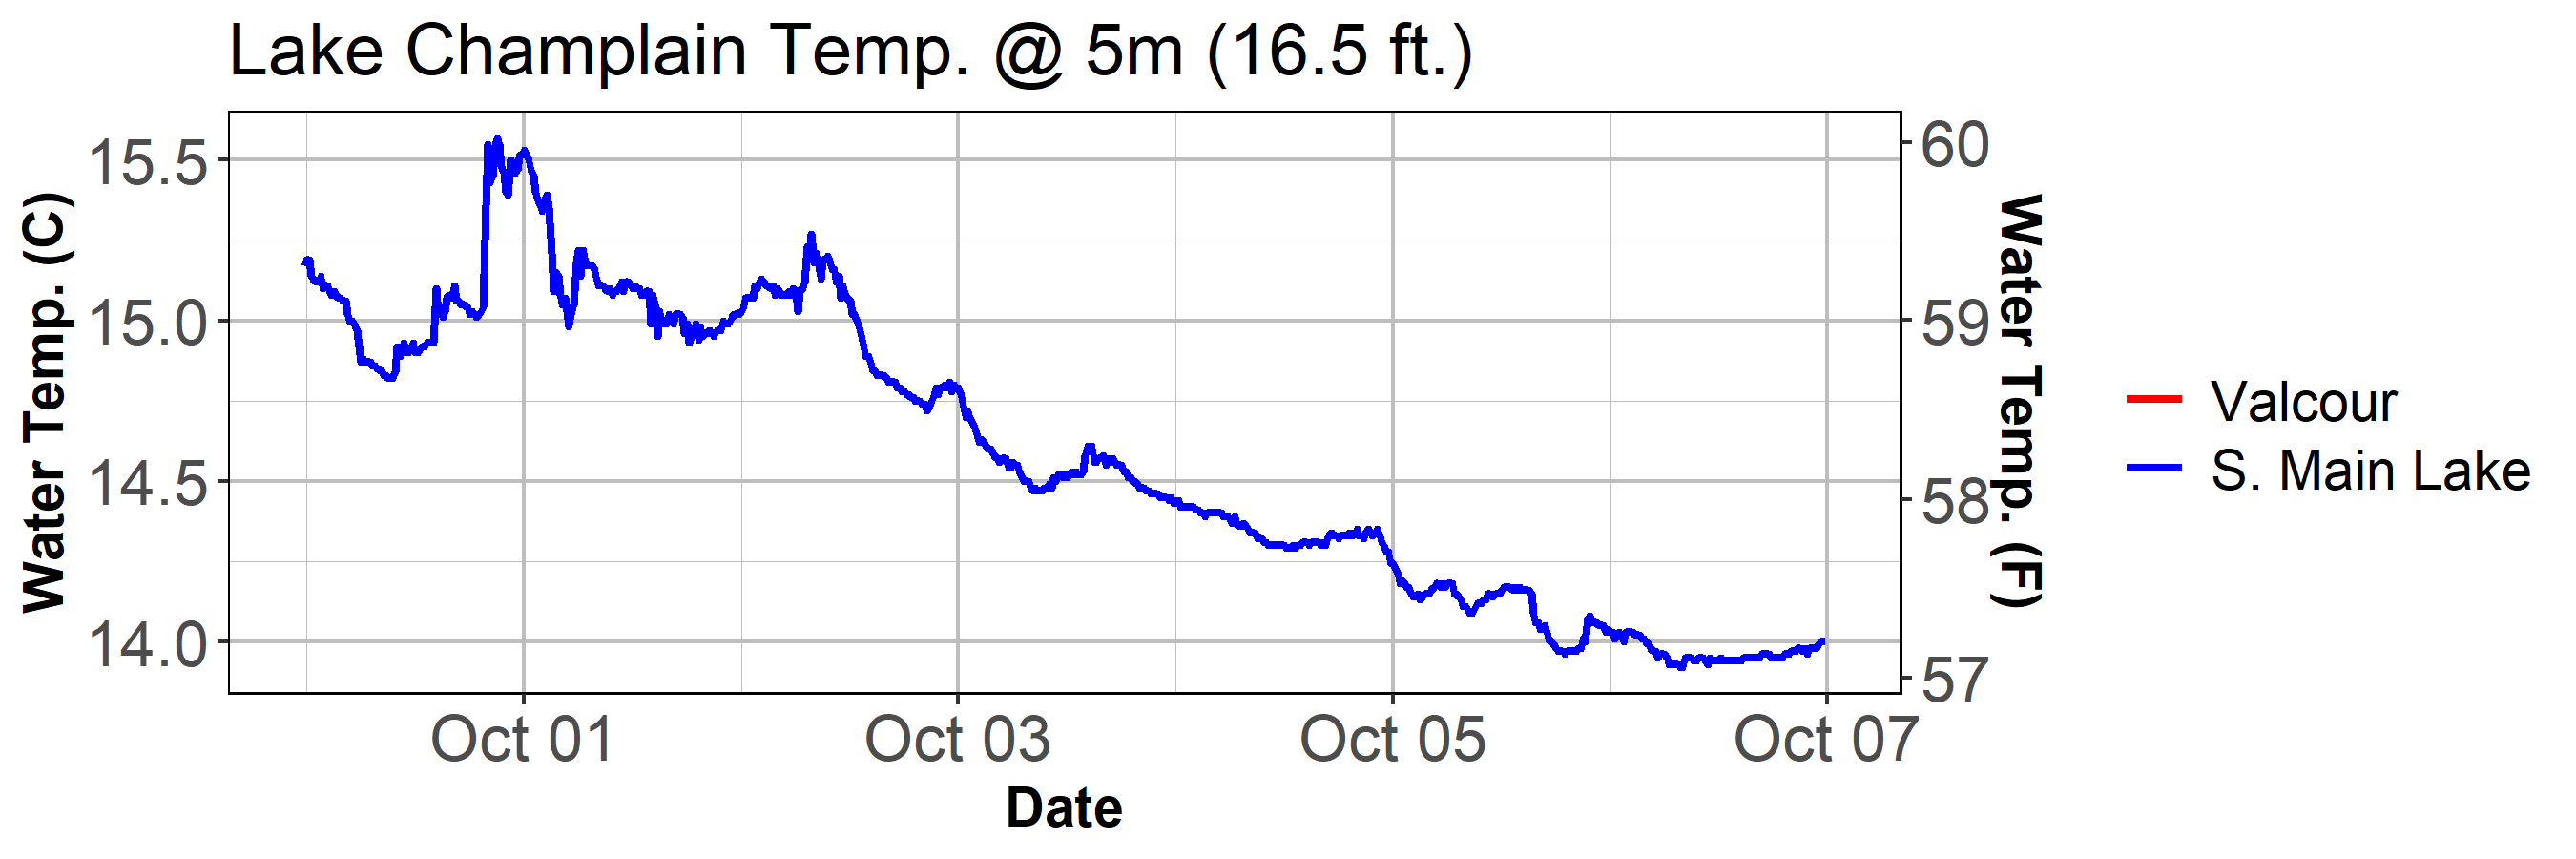 Lake Champlain Temp. @ 5m (16.5 ft.)
Water Temp. (C)
15.5
15.0
14.5
14.0
60
59
58
57
Water Temp. (F)
Oct 01 Oct 03 Oct 05 Oct 07
Date
Valcour
S. Main Lake